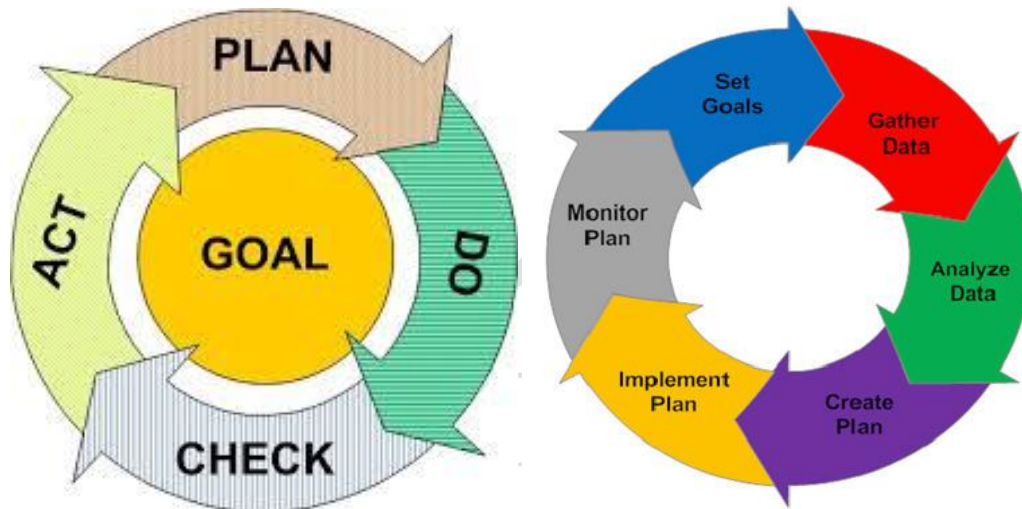 PLAN
DO
CHECK
ACT
GOAL
Set
Goals
Gather
Data
Analyze
Data
Create
Plan
Implement
Plan
Monitor
Plan